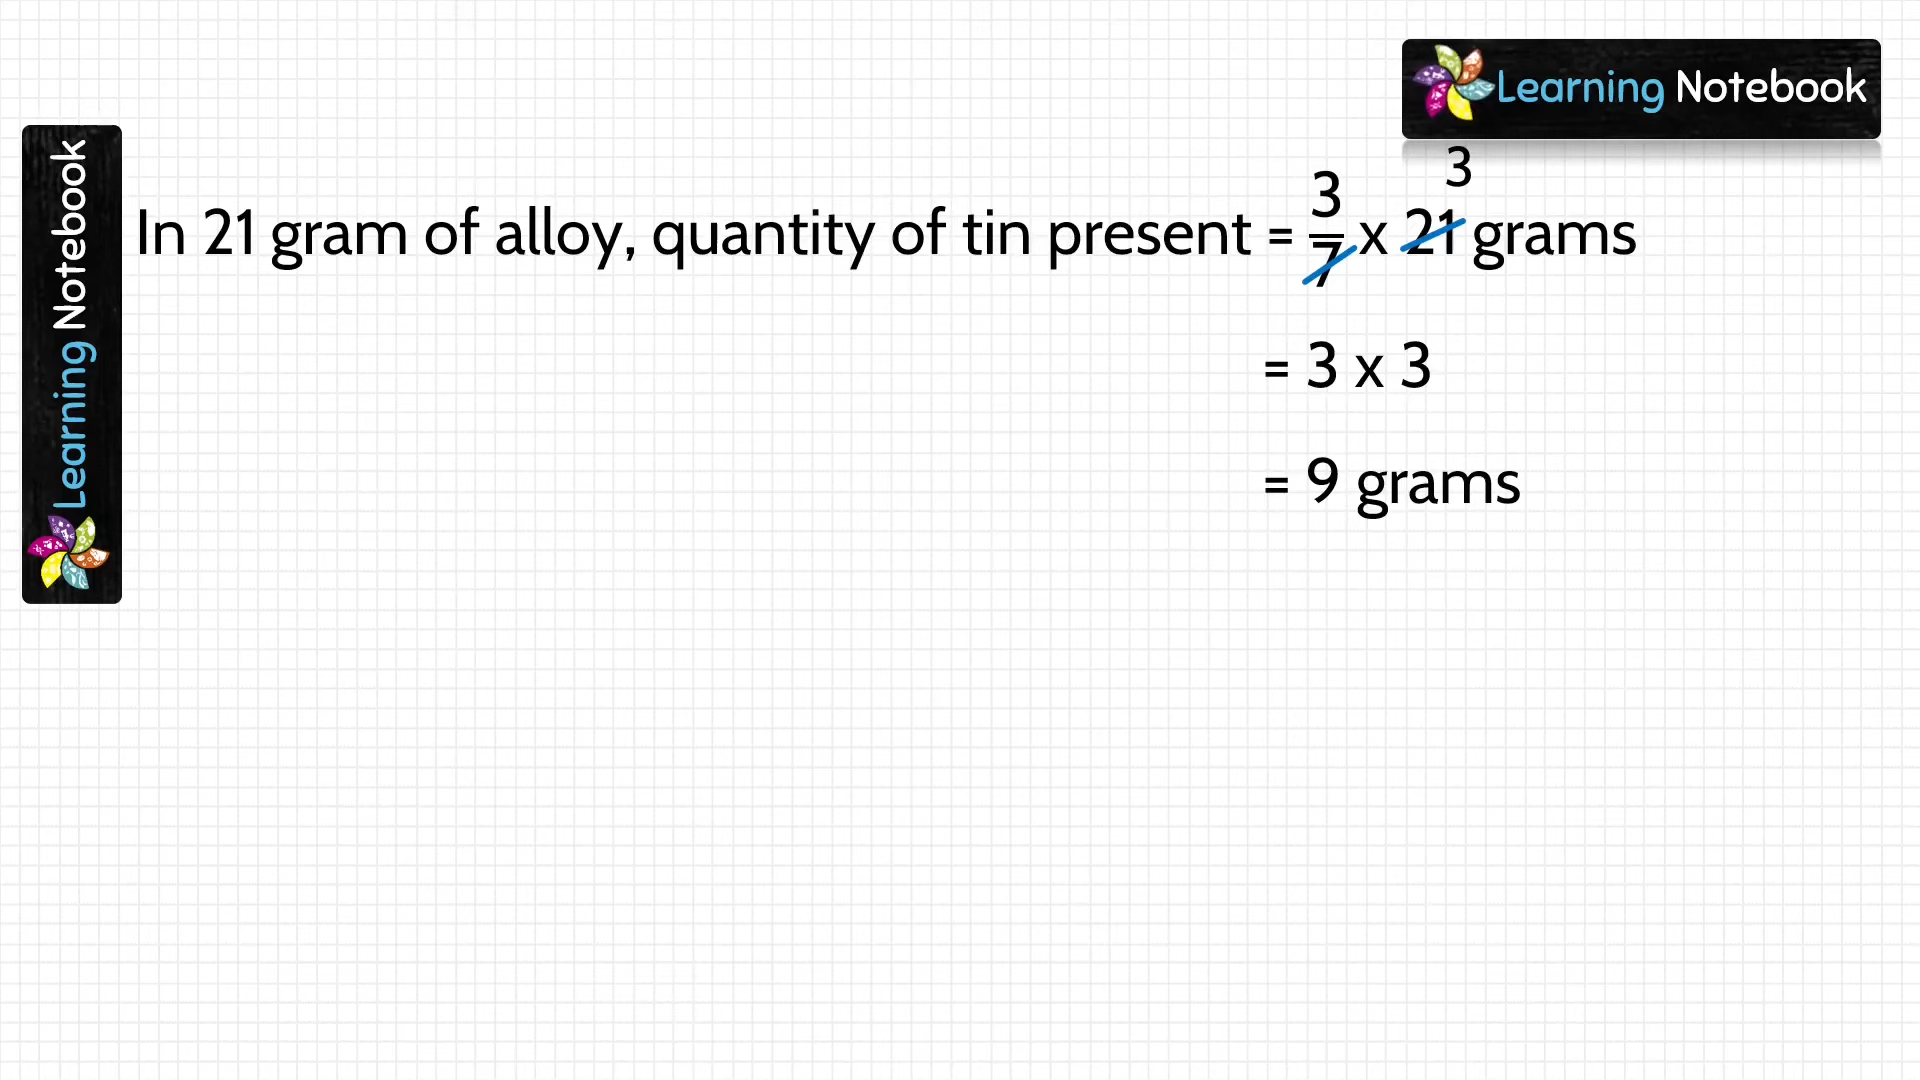 Learning Notebook
Learning Notebook
3
In 21 gram of alloy, quantity of tin present = 3/7 x 21 grams
= 3 x 3
= 9 grams